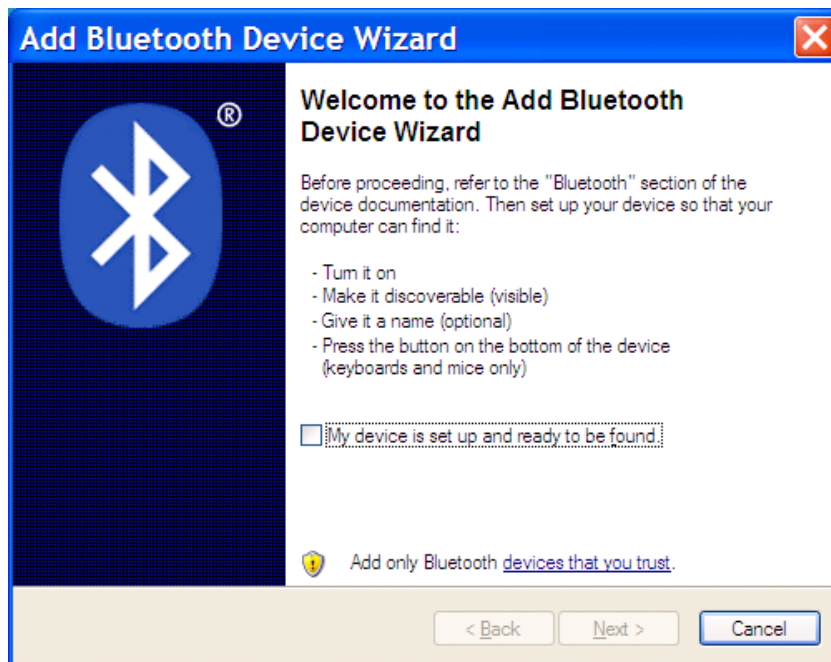 Add Bluetooth Device Wizard
®
Welcome to the Add Bluetooth
Device Wizard
Before proceeding, refer to the "Bluetooth" section of the
device documentation. Then set up your device so that your
computer can find it:
- Turn it on
- Make it discoverable (visible)
- Give it a name (optional)
- Press the button on the bottom of the device
(keyboards and mice only)
My device is set up and ready to be found.
Add only Bluetooth devices that you trust.
< Back Next > Cancel